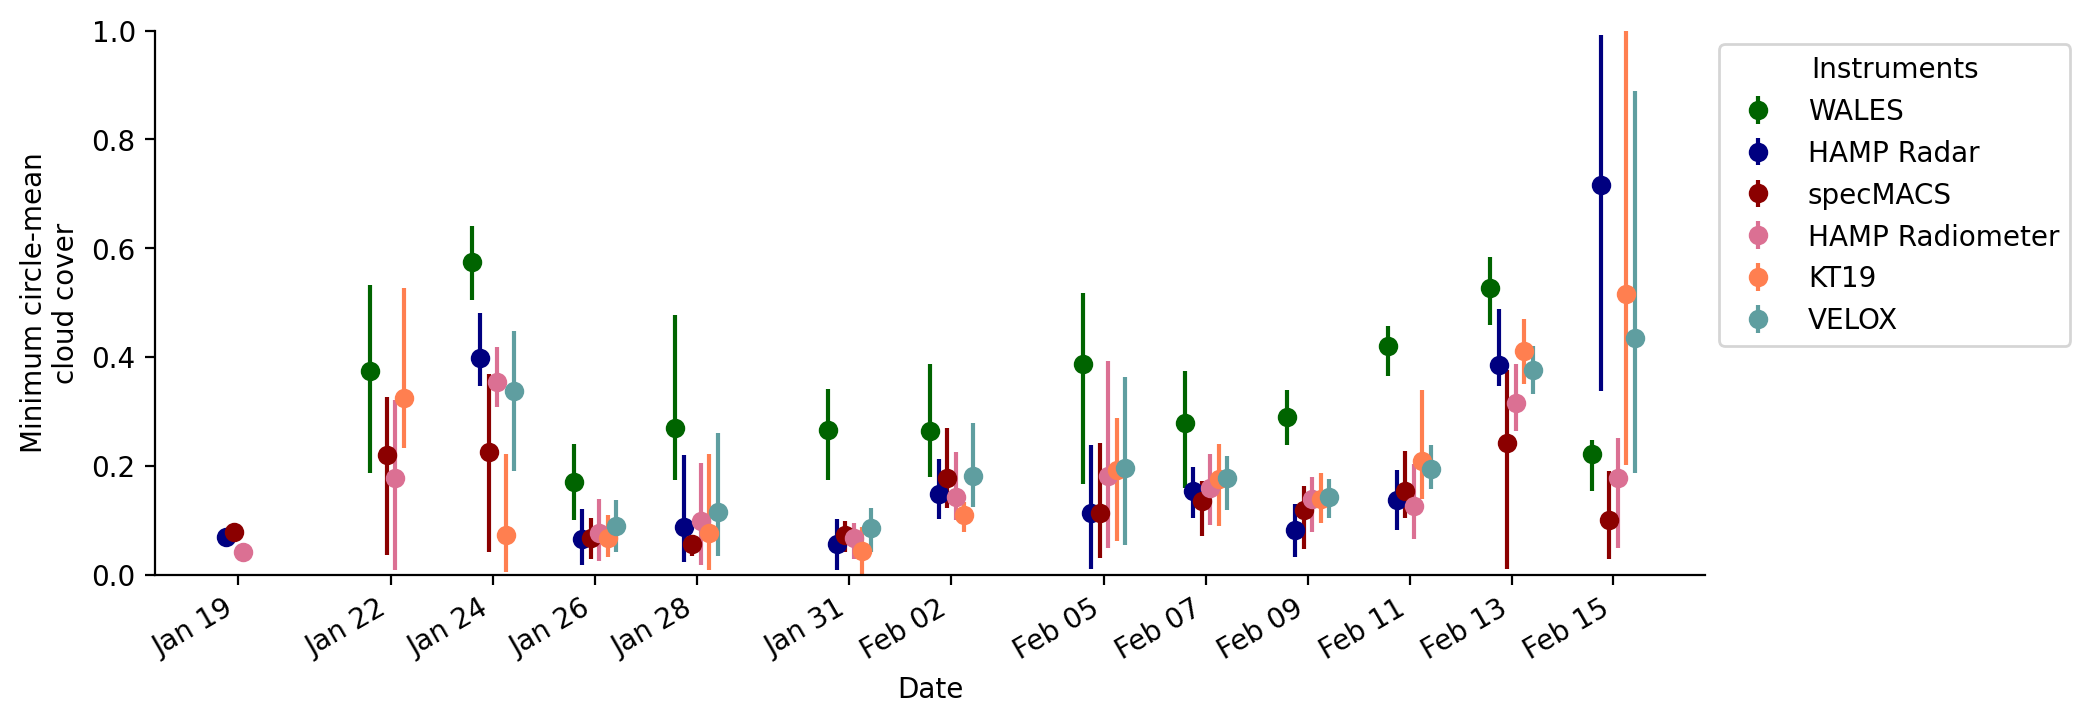 1.0
0.8
0.6
0.4
0.2
0.0
Minimum circle-mean
cloud cover
Jan 19
Jan 22
Jan 24
Jan 26
Jan 28
Jan 31
Feb 02
Feb 05
Feb 07
Feb 09
Feb 11
Feb 13
Feb 15
Date
Instruments
WALES
HAMP Radar
specMACS
HAMP Radiometer
KT19
VELOX